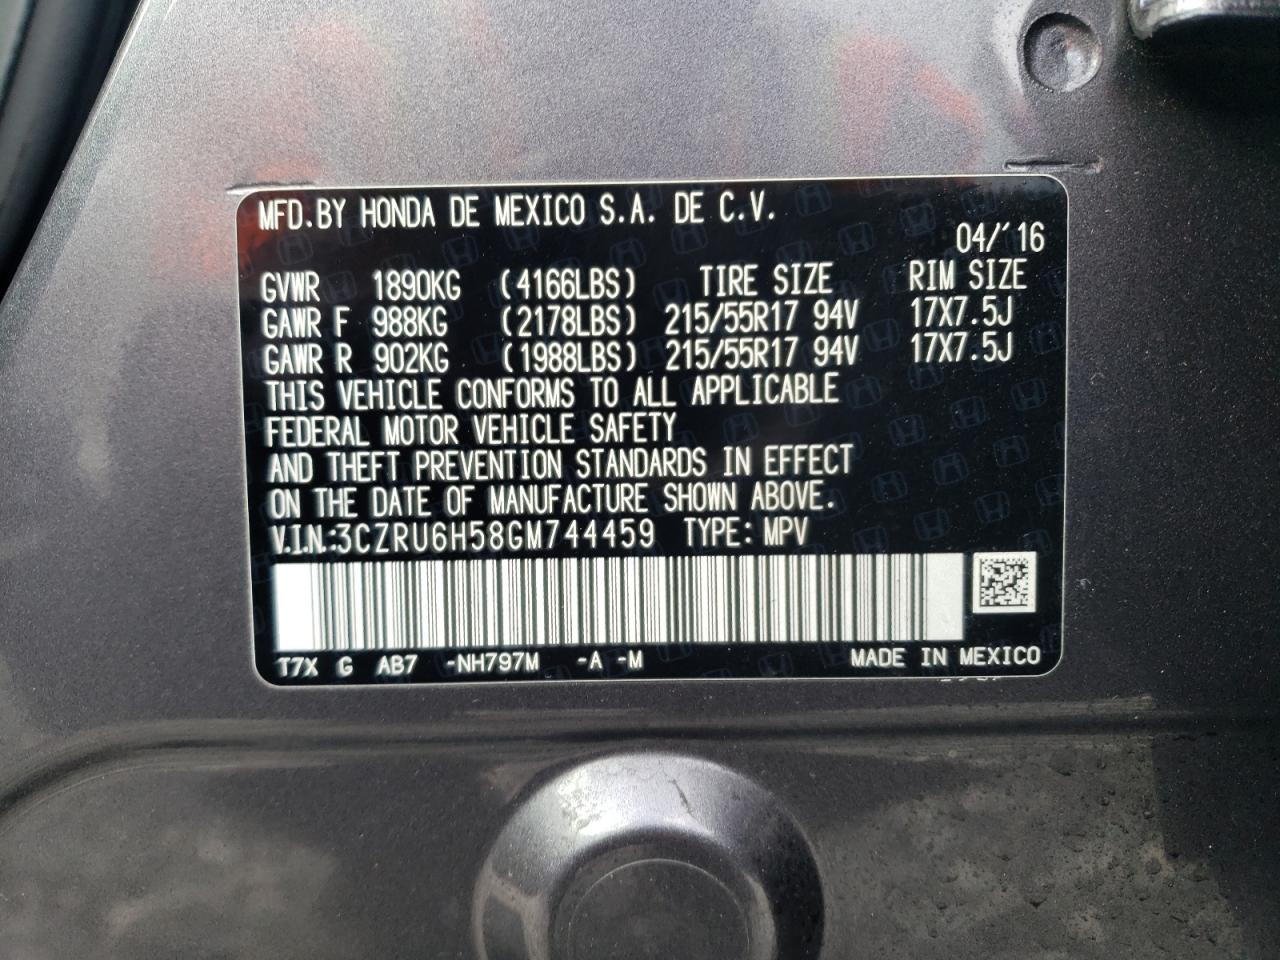 MFD.BY HONDA DE MEXICO S.A. DE C.V.
04/´16
GVWR 1890KG (4166LBS) TIRE SIZE RIM SIZE
GAWR F 988KG (2178LBS) 215/55R17 94V 17X7.5J
GAWR R 902KG (1988LBS) 215/55R17 94V 17X7.5J
THIS VEHICLE CONFORMS TO ALL APPLICABLE
FEDERAL MOTOR VEHICLE SAFETY
AND THEFT PREVENTION STANDARDS IN EFFECT
ON THE DATE OF MANUFACTURE SHOWN ABOVE.
V.I.N.:3CZRU6H58GM744459 TYPE: MPV
T7X G AB7 -NH797M -A -M MADE IN MEXICO